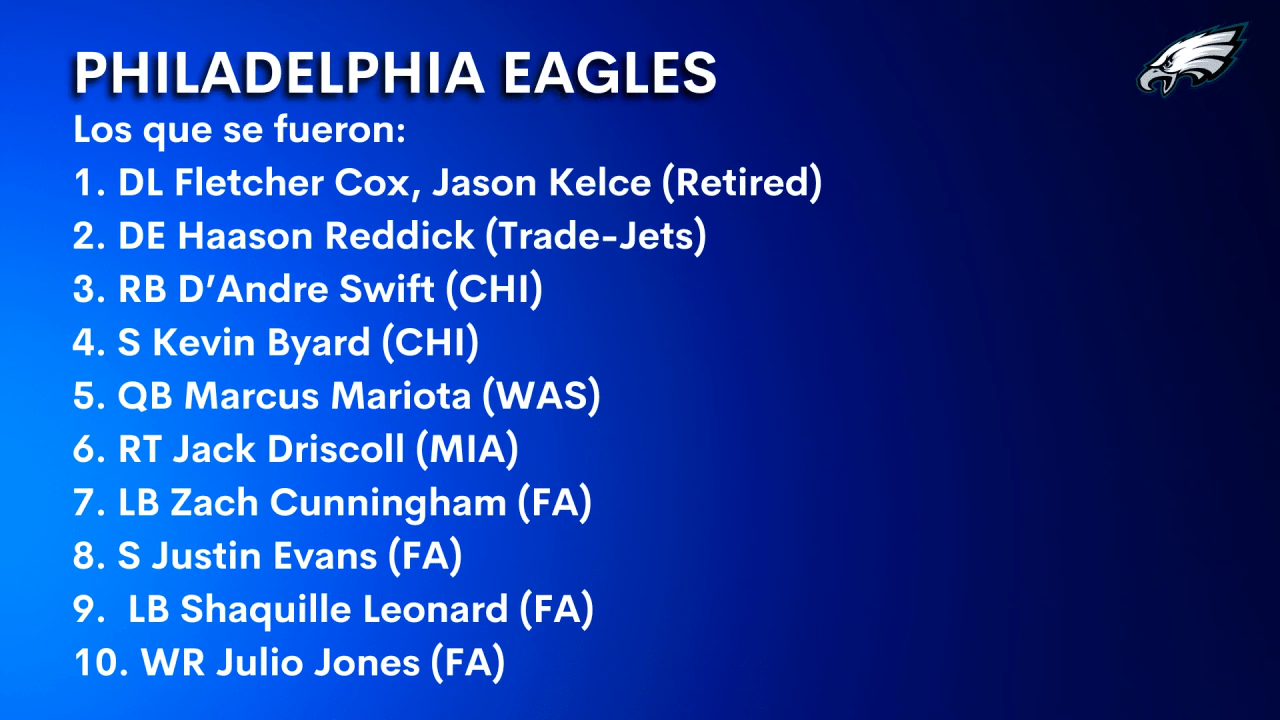 PHILADELPHIA EAGLES
Los que se fueron:
1. DL Fletcher Cox, Jason Kelce (Retired)
2. DE Haason Reddick (Trade-Jets)
3. RB D’Andre Swift (CHI)
4. S Kevin Byard (CHI)
5. QB Marcus Mariota (WAS)
6. RT Jack Driscoll (MIA)
7. LB Zach Cunningham (FA)
8. S Justin Evans (FA)
9. LB Shaquille Leonard (FA)
10. WR Julio Jones (FA)